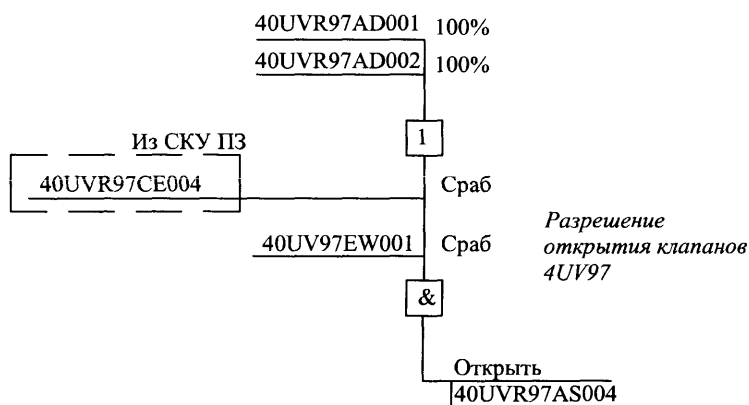 40UVR97AD001 100%
40UVR97AD002 100%
1
Из СКУ ПЗ
40UVR97CE004 Сраб
40UV97EW001 Сраб
Разрешение
открытия клапанов
4UV97
&
Открыть
40UVR97AS004